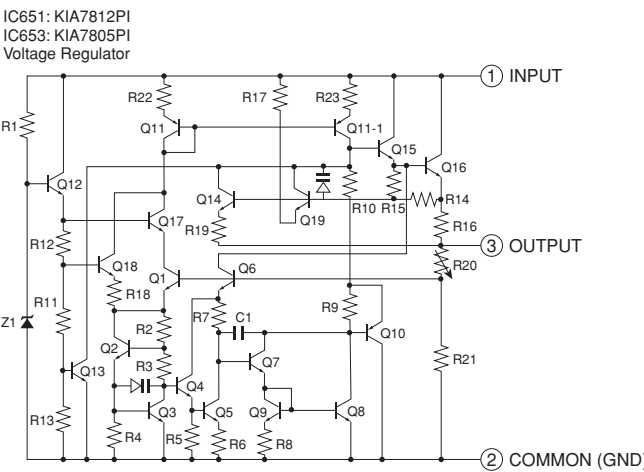 IC651: KIA7812PI
IC653: KIA7805PI
Voltage Regulator
1 INPUT
R22
R17
R23
R1
Q11
Q11-1
Q15
Q16
Q12
Q14
Q19
R10
R15
R14
Q17
R19
R16
R12
3 OUTPUT
Q18
Q1
Q6
R20
R18
R11
R7
C1
R9
Z1
R2
Q10
Q2
R3
Q7
R21
Q13
Q4
Q3
Q5
Q9
Q8
R13
R4
R5
R6
R8
2 COMMON (GND